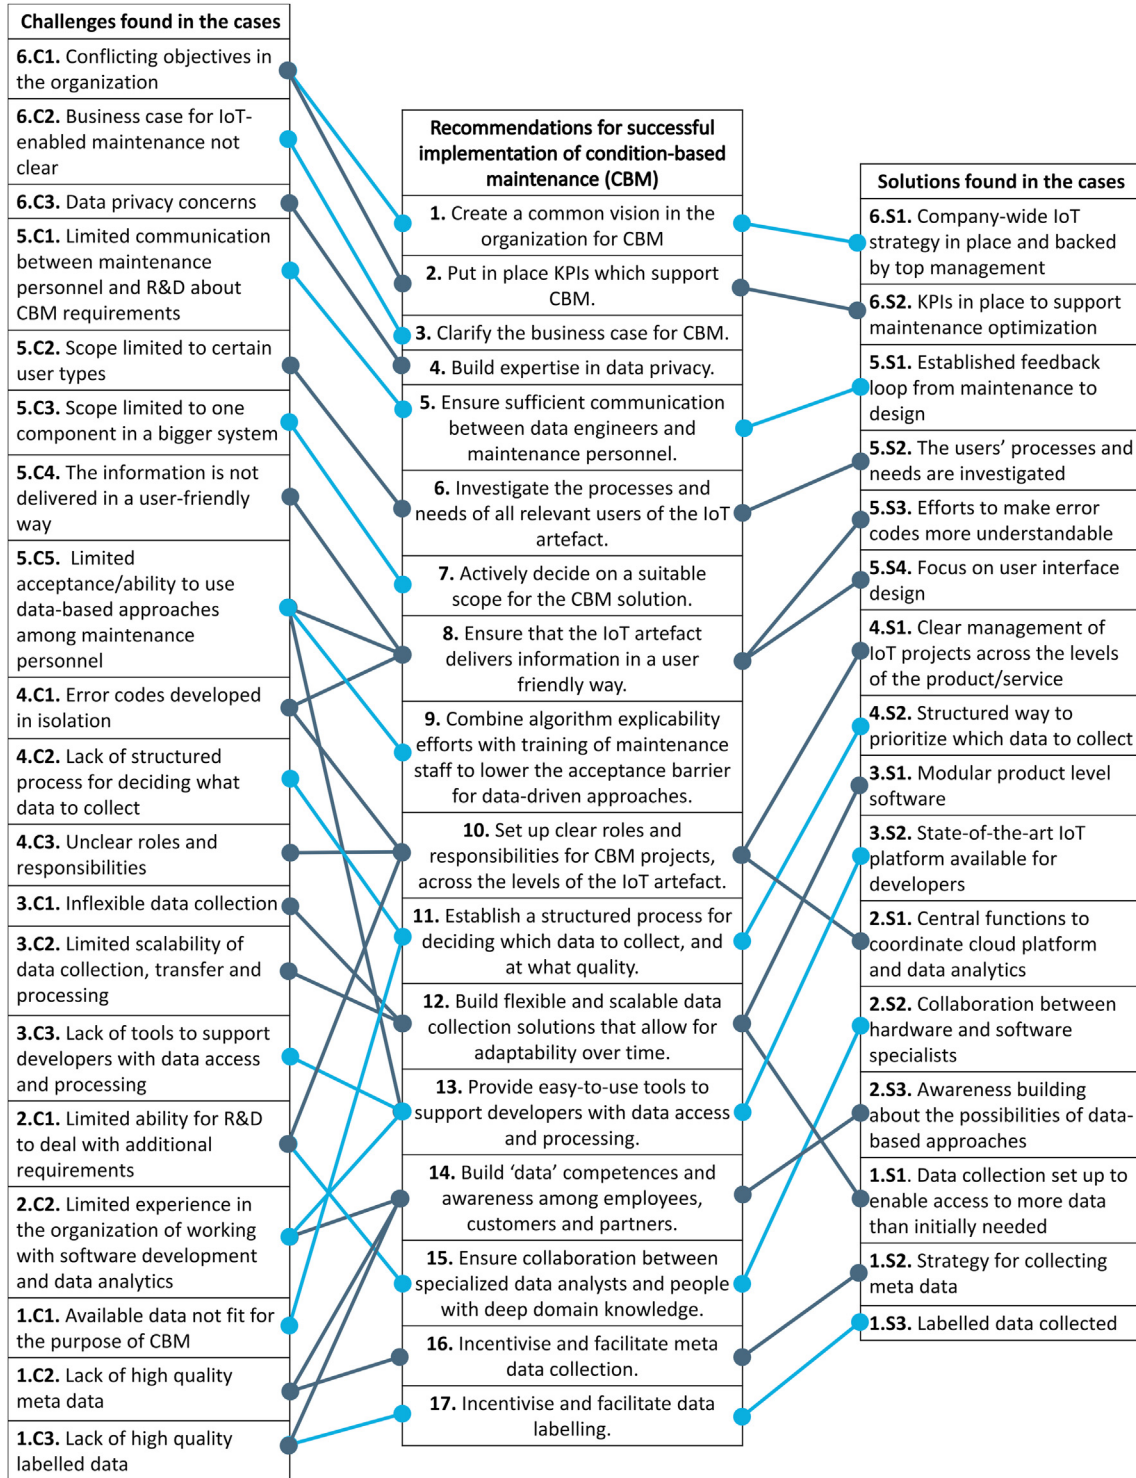 Challenges found in the cases
6.C1. Conflicting objectives in
the organization
6.C2. Business case for IoT-
enabled maintenance not
clear
6.C3. Data privacy concerns
5.C1. Limited communication
between maintenance
personnel and R&D about
CBM requirements
5.C2. Scope limited to certain
user types
5.C3. Scope limited to one
component in a bigger system
5.C4. The information is not
delivered in a user-friendly
way
5.C5. Limited
acceptance/ability to use
data-based approaches
among maintenance
personnel
4.C1. Error codes developed
in isolation
4.C2. Lack of structured
process for deciding what
data to collect
4.C3. Unclear roles and
responsibilities
3.C1. Inflexible data collection
3.C2. Limited scalability of
data collection, transfer and
processing
3.C3. Lack of tools to support
developers with data access
and processing
2.C1. Limited ability for R&D
to deal with additional
requirements
2.C2. Limited experience in
the organization of working
with software development
and data analytics
1.C1. Available data not fit for
the purpose of CBM
1.C2. Lack of high quality
meta data
1.C3. Lack of high quality
labelled data
Recommendations for successful
implementation of condition-based
maintenance (CBM)
1. Create a common vision in the
organization for CBM
2. Put in place KPIs which support
CBM.
3. Clarify the business case for CBM.
4. Build expertise in data privacy.
5. Ensure sufficient communication
between data engineers and
maintenance personnel.
6. Investigate the processes and
needs of all relevant users of the IoT
artefact.
7. Actively decide on a suitable
scope for the CBM solution.
8. Ensure that the IoT artefact
delivers information in a user
friendly way.
9. Combine algorithm explicability
efforts with training of maintenance
staff to lower the acceptance barrier
for data-driven approaches.
10. Set up clear roles and
responsibilities for CBM projects,
across the levels of the IoT artefact.
11. Establish a structured process for
deciding which data to collect, and
at what quality.
12. Build flexible and scalable data
collection solutions that allow for
adaptability over time.
13. Provide easy-to-use tools to
support developers with data access
and processing.
14. Build ‘data’ competences and
awareness among employees,
customers and partners.
15. Ensure collaboration between
specialized data analysts and people
with deep domain knowledge.
16. Incentivise and facilitate meta
data collection.
17. Incentivise and facilitate data
labelling.
Solutions found in the cases
6.S1. Company-wide IoT
strategy in place and backed
by top management
6.S2. KPIs in place to support
maintenance optimization
5.S1. Established feedback
loop from maintenance to
design
5.S2. The users’ processes and
needs are investigated
5.S3. Efforts to make error
codes more understandable
5.S4. Focus on user interface
design
4.S1. Clear management of
IoT projects across the levels
of the product/service
4.S2. Structured way to
prioritize which data to collect
3.S1. Modular product level
software
3.S2. State-of-the-art IoT
platform available for
developers
2.S1. Central functions to
coordinate cloud platform
and data analytics
2.S2. Collaboration between
hardware and software
specialists
2.S3. Awareness building
about the possibilities of data-
based approaches
1.S1. Data collection set up to
enable access to more data
than initially needed
1.S2. Strategy for collecting
meta data
1.S3. Labelled data collected